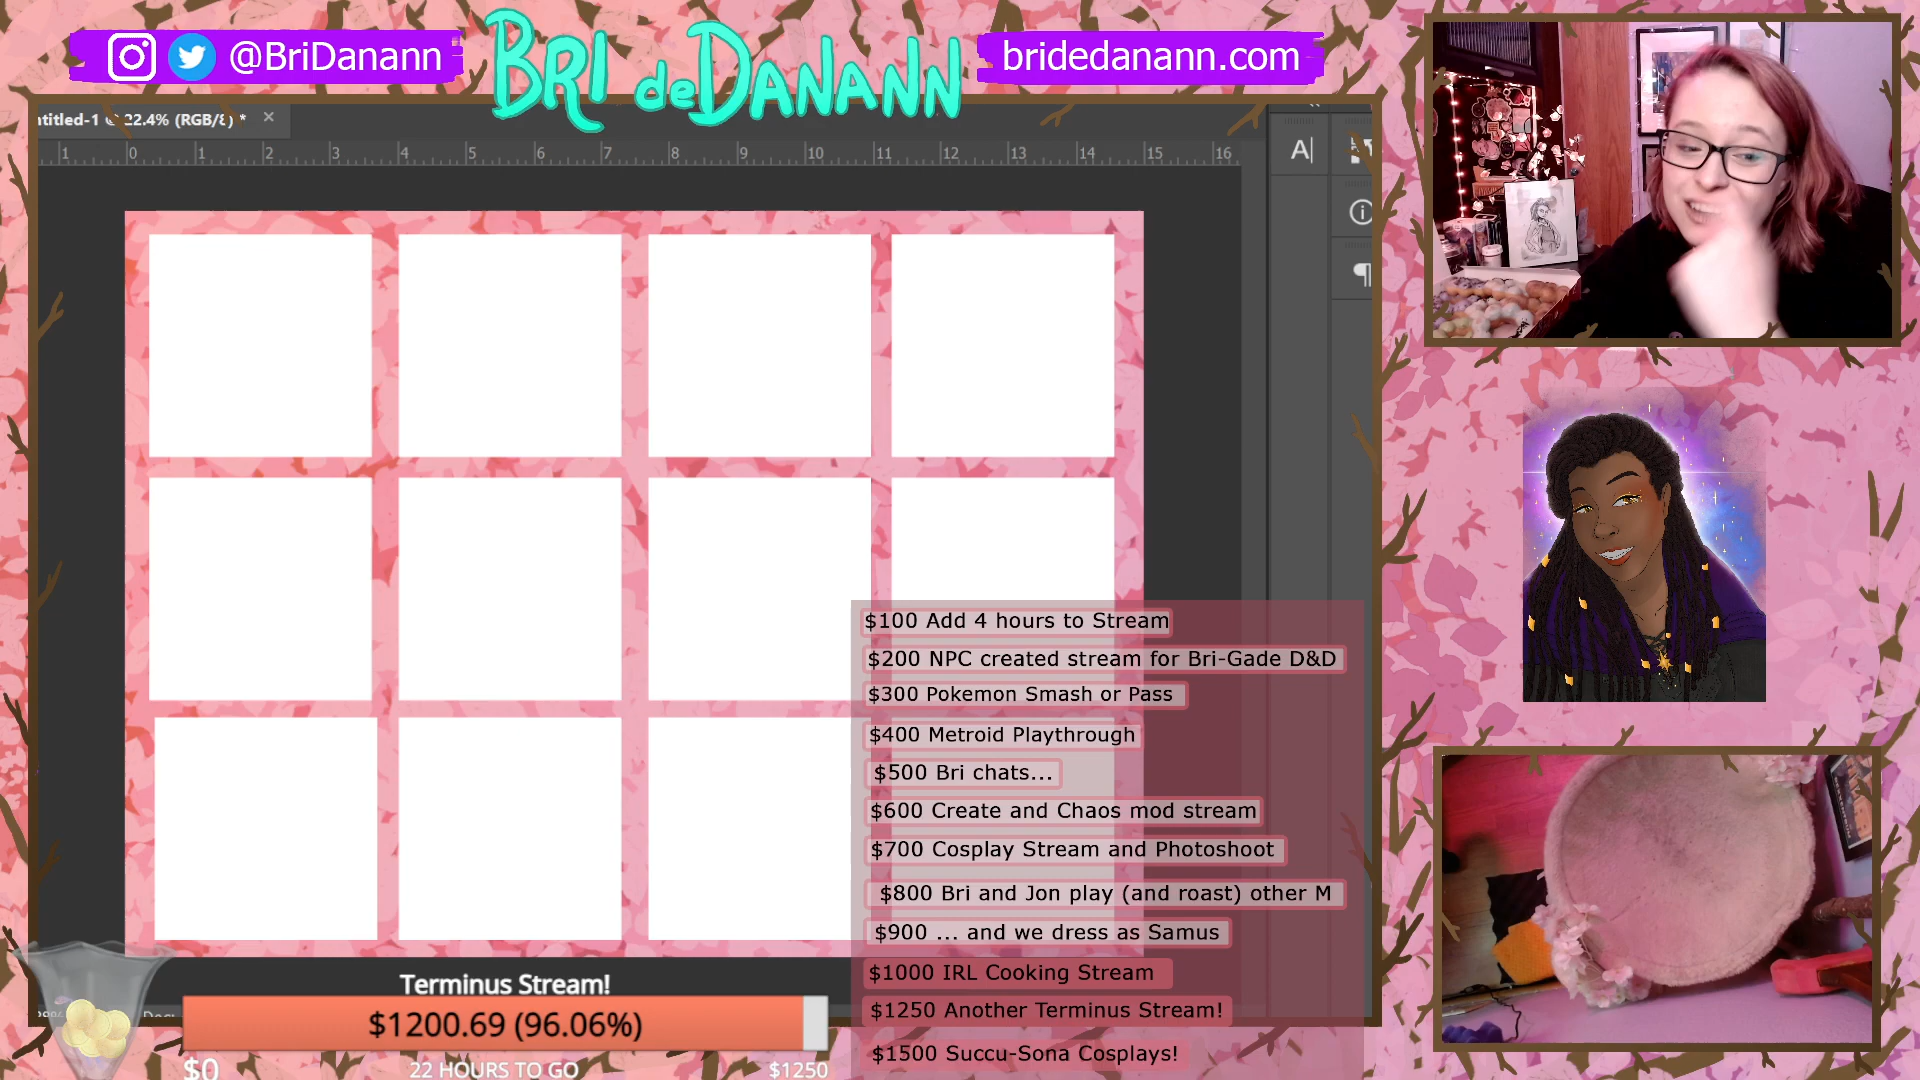 @BriDanann
BRI deDANANN
bridedanann.com
ntitled-1 @ 22.4% (RGB/8) * ×
1 0 1 2 3 4 5 6 7 8 9 10 11 12 13 14 15 16
A|
$100 Add 4 hours to Stream
$200 NPC created stream for Bri-Gade D&D
$300 Pokemon Smash or Pass
$400 Metroid Playthrough
$500 Bri chats...
$600 Create and Chaos mod stream
$700 Cosplay Stream and Photoshoot
$800 Bri and Jon play (and roast) other M
$900 ... and we dress as Samus
$1000 IRL Cooking Stream
$1250 Another Terminus Stream!
$1500 Succu-Sona Cosplays!
Terminus Stream!
$1200.69 (96.06%)
$0 22 HOURS TO GO $1250